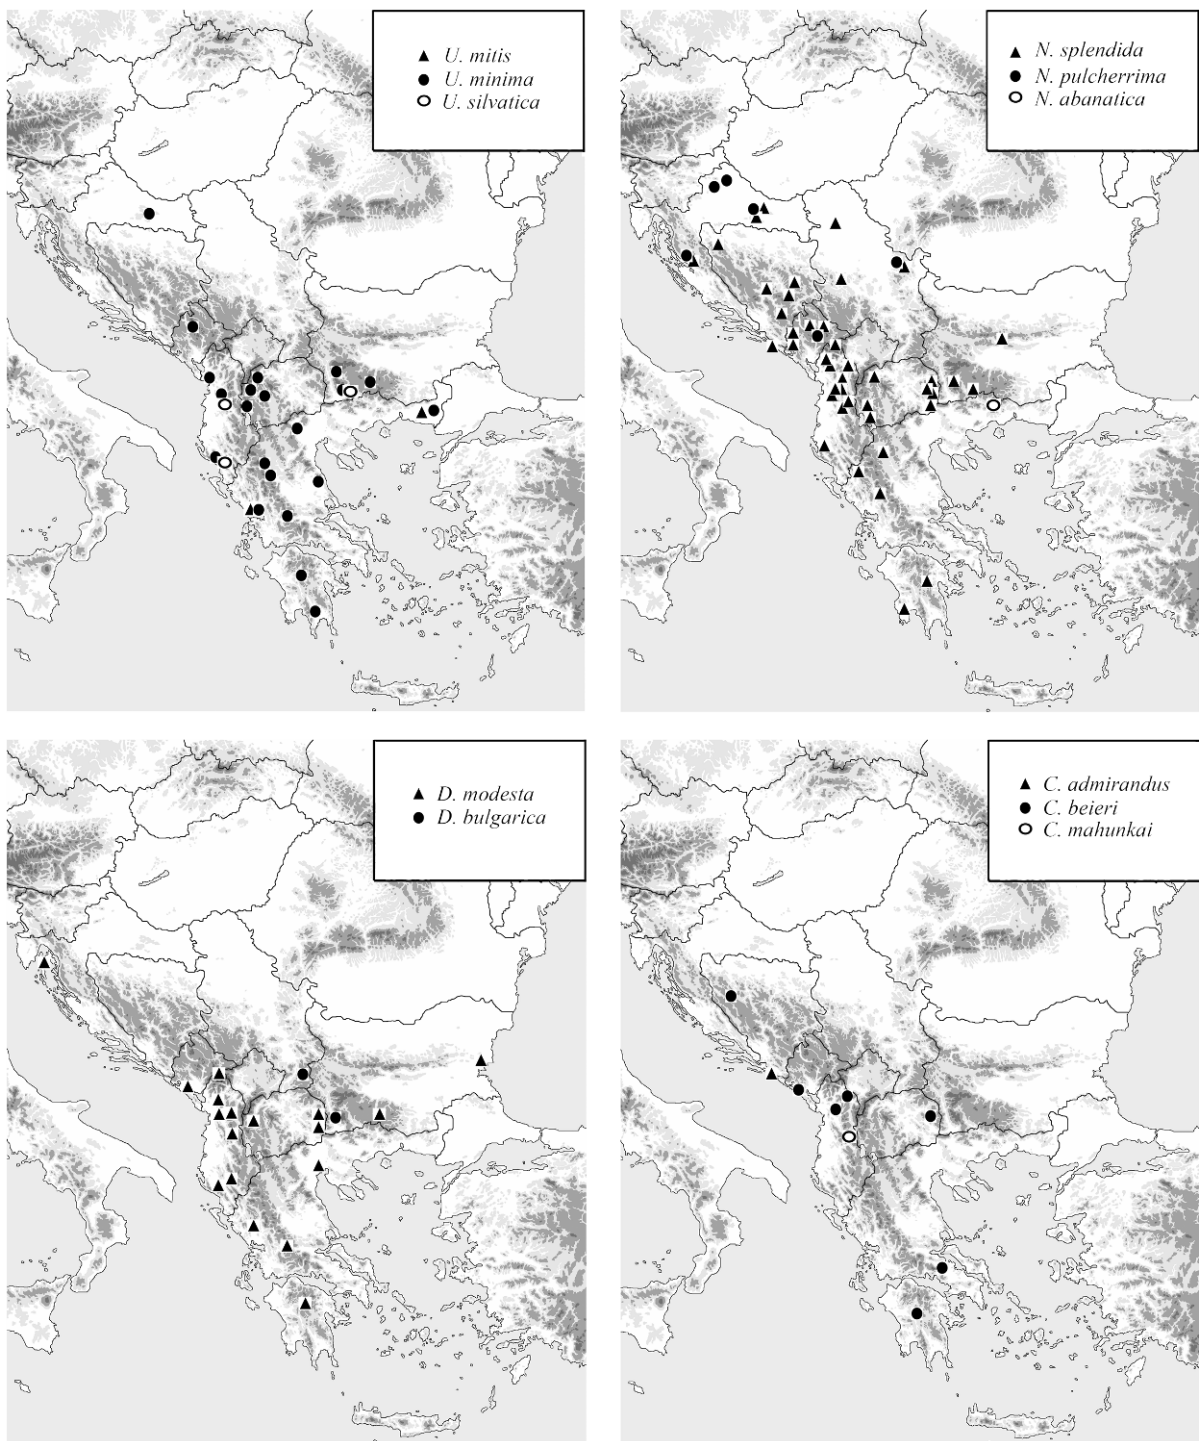 U. mitis
U. minima
U. silvatica
N. splendida
N. pulcherrima
N. abanatica
D. modesta
D. bulgarica
C. admirandus
C. beieri
C. mahunkai